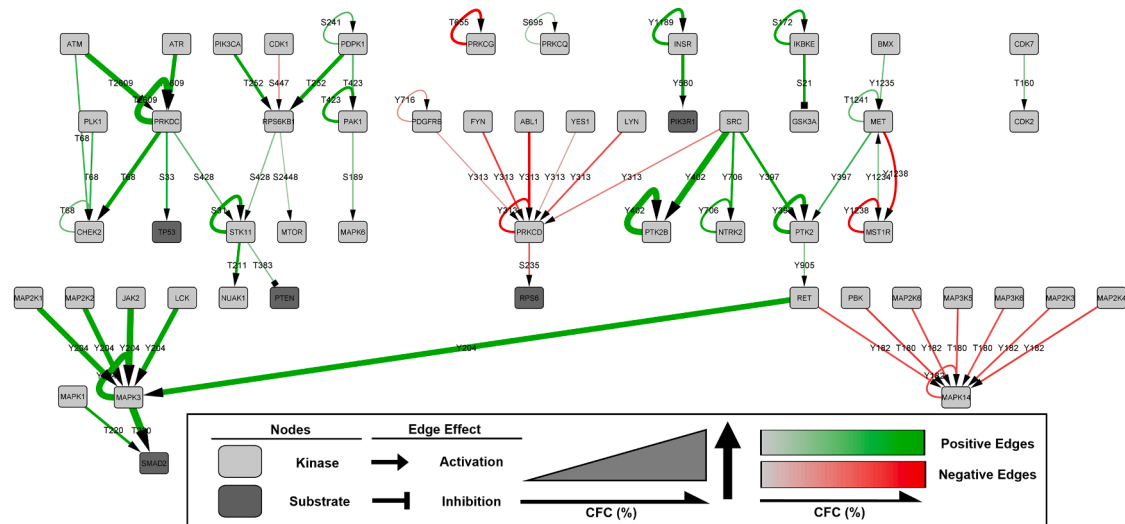 S241
T655
S695
Y1189
S172
ATM
ATR
PIK3CA
CDK1
PDPK1
PRKCG
PRKCQ
INSR
IKBKE
BMX
CDK7
T2609
T252
S447
T252
T423
Y580
S21
Y1235
T160
T2609
T423
Y716
T1241
PLK1
PRKDC
RPS6KB1
PAK1
PDGFRB
FYN
ABL1
YES1
LYN
PIK3R1
SRC
GSK3A
MET
CDK2
T68
T68
T68
S33
S428
S428
S2448
S189
Y313
Y313
Y313
Y313
Y313
Y313
Y402
Y706
Y397
Y397
Y1234
Y1238
T68
S31
Y402
Y706
Y1238
CHEK2
TP53
STK11
MTOR
MAPK6
PRKCD
PTK2B
NTRK2
PTK2
MST1R
T211
T383
S235
Y905
MAP2K1
MAP2K2
JAK2
LCK
NUAK1
PTEN
RPS6
RET
PBK
MAP2K6
MAP3K5
MAP3K6
MAP2K3
MAP2K4
Y204
Y204
Y204
Y204
Y204
Y182
T180
Y182
T180
T180
Y182
Y182
Y182
MAPK1
MAPK3
MAPK14
T220
SMAD2
Nodes
Edge Effect
Kinase
Activation
Positive Edges
Negative Edges
Substrate
Inhibition
CFC (%)
CFC (%)